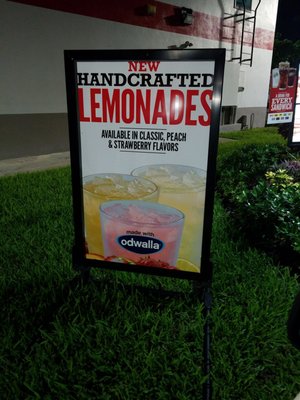 NEW
HANDCRAFTED
LEMONADES
AVAILABLE IN CLASSIC, PEACH
& STRAWBERRY FLAVORS
made with
odwalla
EVERY
SANDWICH